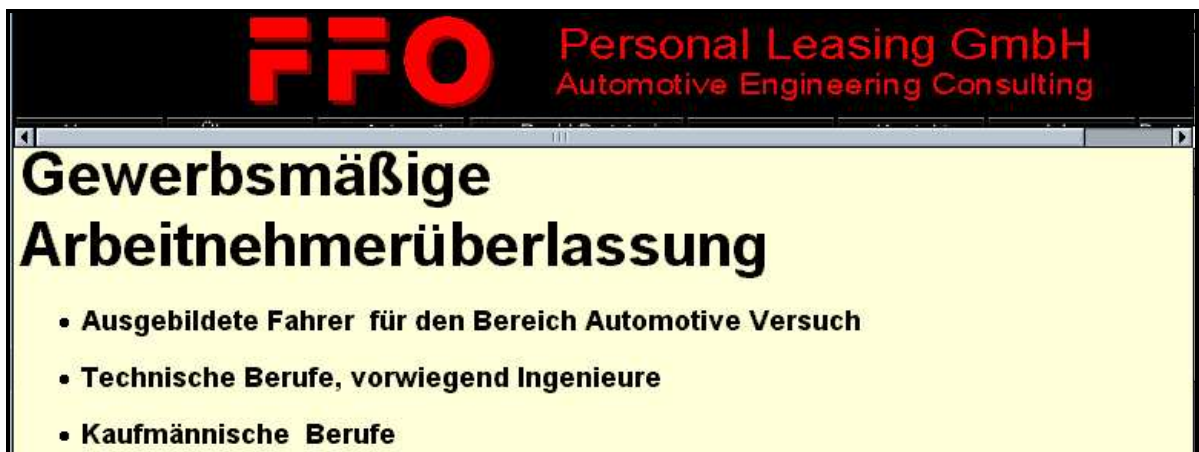 FFO
Personal Leasing GmbH
Automotive Engineering Consulting
Gewerbsmäßige
Arbeitnehmerüberlassung
• Ausgebildete Fahrer für den Bereich Automotive Versuch
• Technische Berufe, vorwiegend Ingenieure
• Kaufmännische Berufe